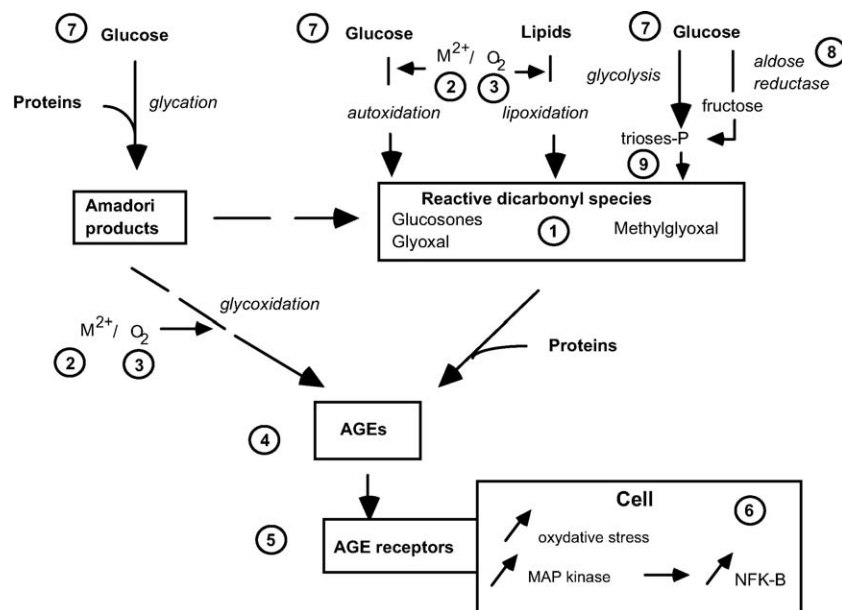 7 Glucose
7 Glucose
Lipids
7 Glucose
8
M2+/ O2
2 3
glycolysis
aldose
reductase
Proteins
glycation
fructose
autoxidation
lipoxidation
trioses-P
9
Amadori
products
Reactive dicarbonyl species
Glucosones
Glyoxal
1
Methylglyoxal
glycoxidation
M2+/ O2
2 3
Proteins
4 AGEs
Cell
6
5 AGE receptors
oxydative stress
MAP kinase
NFK-B